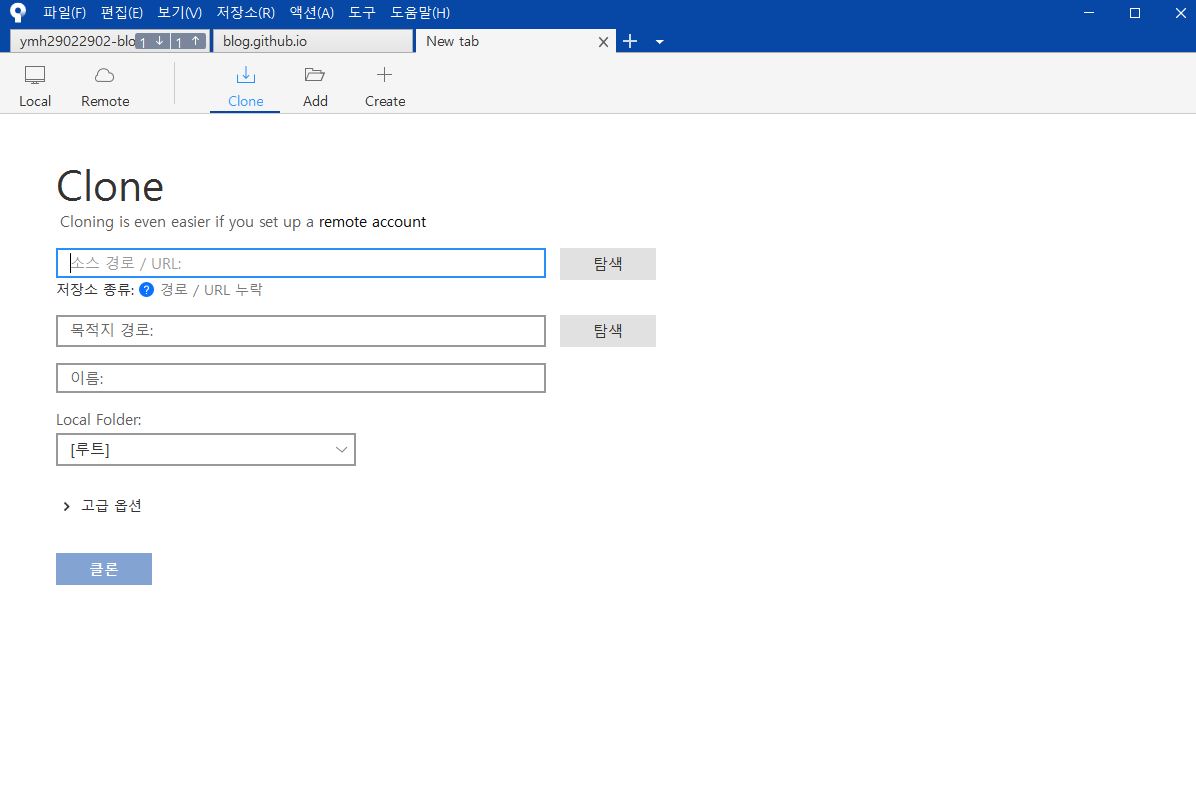 파일(F) 편집(E) 보기(V) 저장소(R) 액션(A) 도구 도움말(H)
ymh29022902-blo 1 ↓ 1 ↑ blog.github.io New tab
Local Remote Clone Add Create
Clone
Cloning is even easier if you set up a remote account
소스 경로 / URL: 탐색
저장소 종류: ? 경로 / URL 누락
목적지 경로: 탐색
이름:
Local Folder:
[루트]
고급 옵션
클론